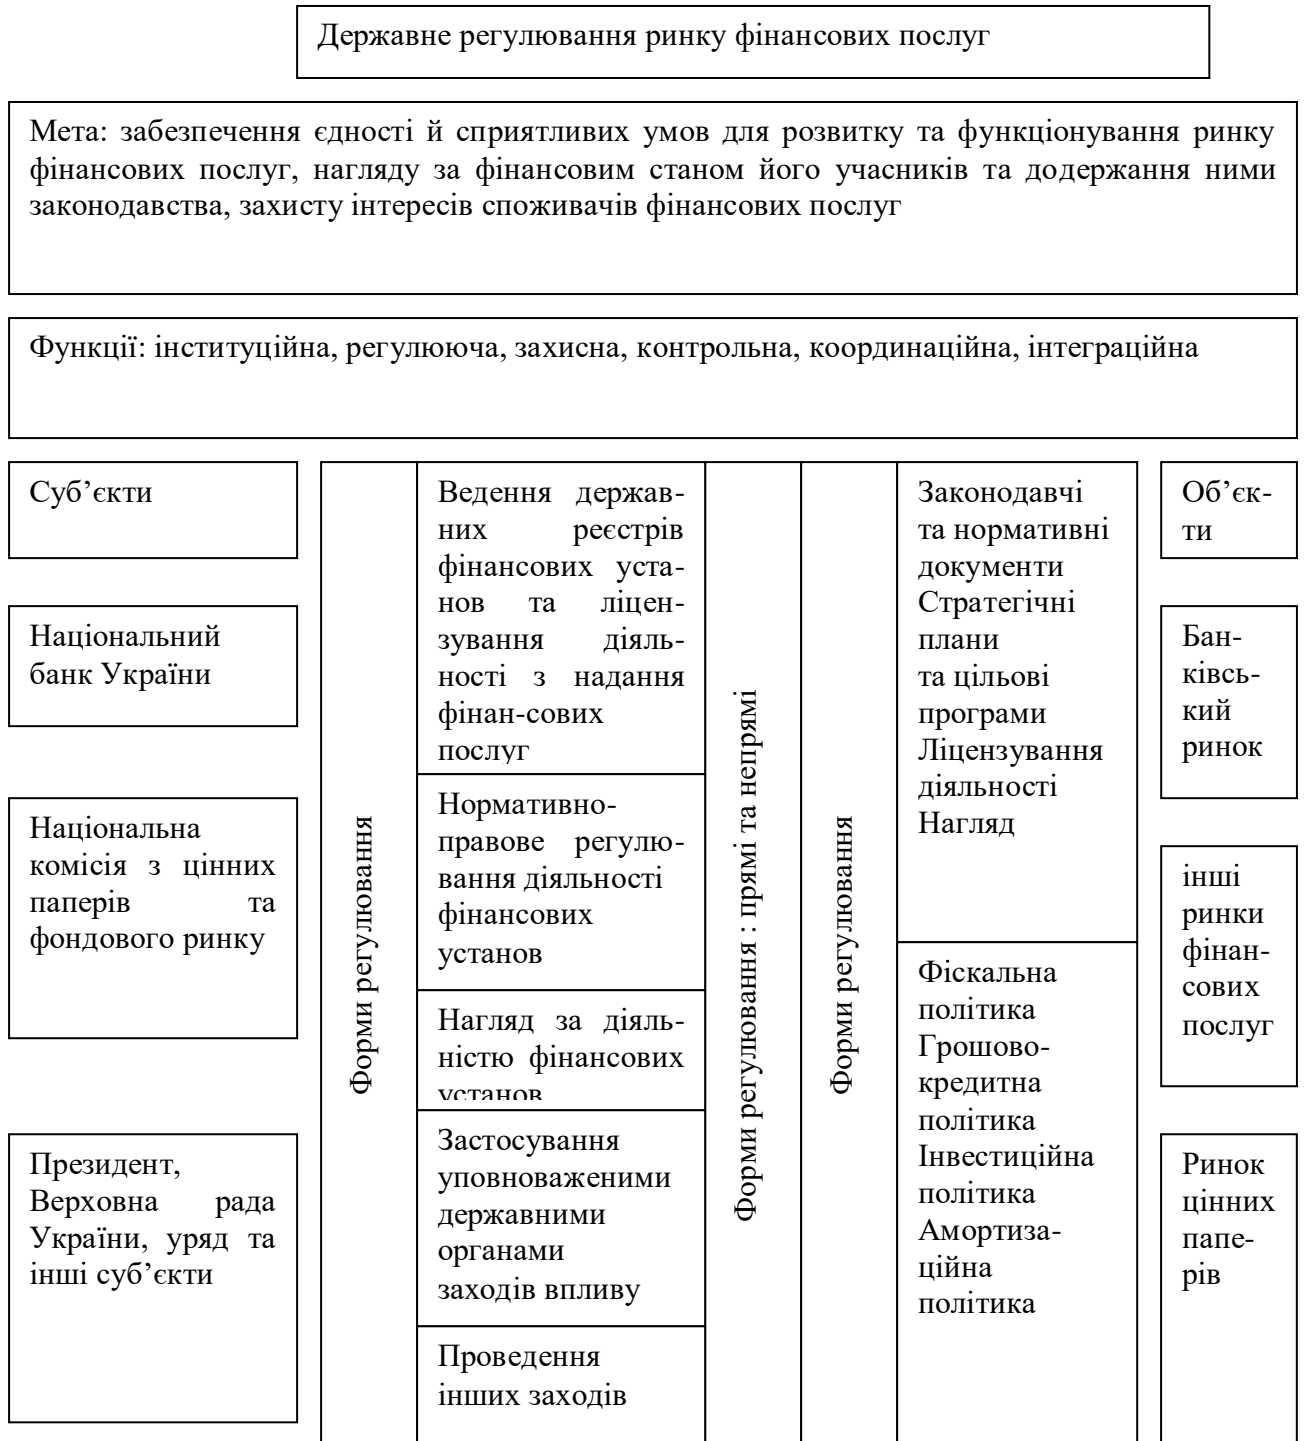 Державне регулювання ринку фінансових послуг
Мета: забезпечення єдності й сприятливих умов для розвитку та функціонування ринку
фінансових послуг, нагляду за фінансовим станом його учасників та додержання ними
законодавства, захисту інтересів споживачів фінансових послуг
Функції: інституційна, регулююча, захисна, контрольна, координаційна, інтеграційна
Суб’єкти
Національний
банк України
Національна
комісія з цінних
паперів та
фондового ринку
Президент,
Верховна рада
України, уряд та
інші суб’єкти
Форми регулювання
Ведення держав-
них реєстрів
фінансових уста-
нов та ліцен-
зування діяль-
ності з надання
фінан-сових
послуг
Нормативно-
правове регулю-
вання діяльності
фінансових
установ
Нагляд за діяль-
ністю фінансових
установ
Застосування
уповноваженими
державними
органами
заходів впливу
Проведення
інших заходів
Форми регулювання : прямі та непрямі
Форми регулювання
Законодавчі
та нормативні
документи
Стратегічні
плани
та цільові
програми
Ліцензування
діяльності
Нагляд
Фіскальна
політика
Грошово-
кредитна
політика
Інвестиційна
політика
Амортиза-
ційна
політика
Об’єк-
ти
Бан-
ківсь-
кий
ринок
інші
ринки
фінан-
сових
послуг
Ринок
цінних
папе-
рів